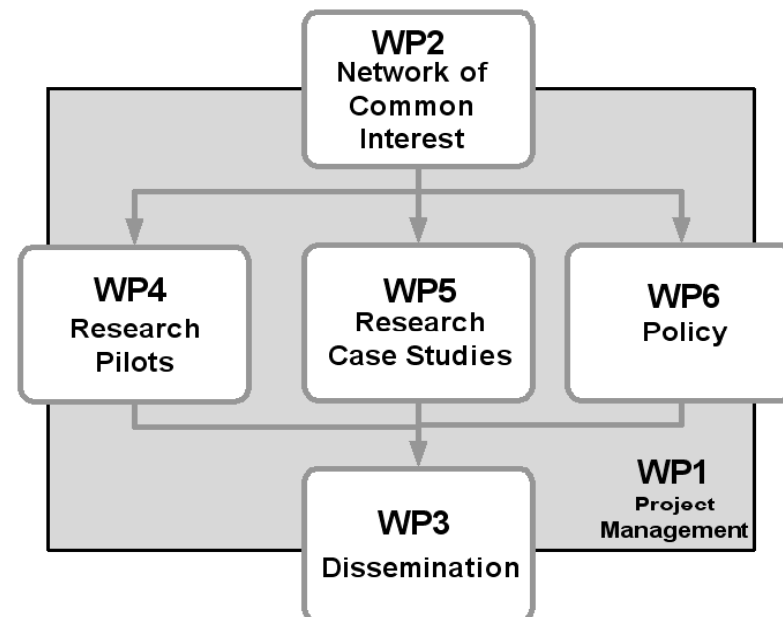 WP2
Network of
Common
Interest
WP4
Research
Pilots
WP5
Research
Case Studies
WP6
Policy
WP1
Project
Management
WP3
Dissemination